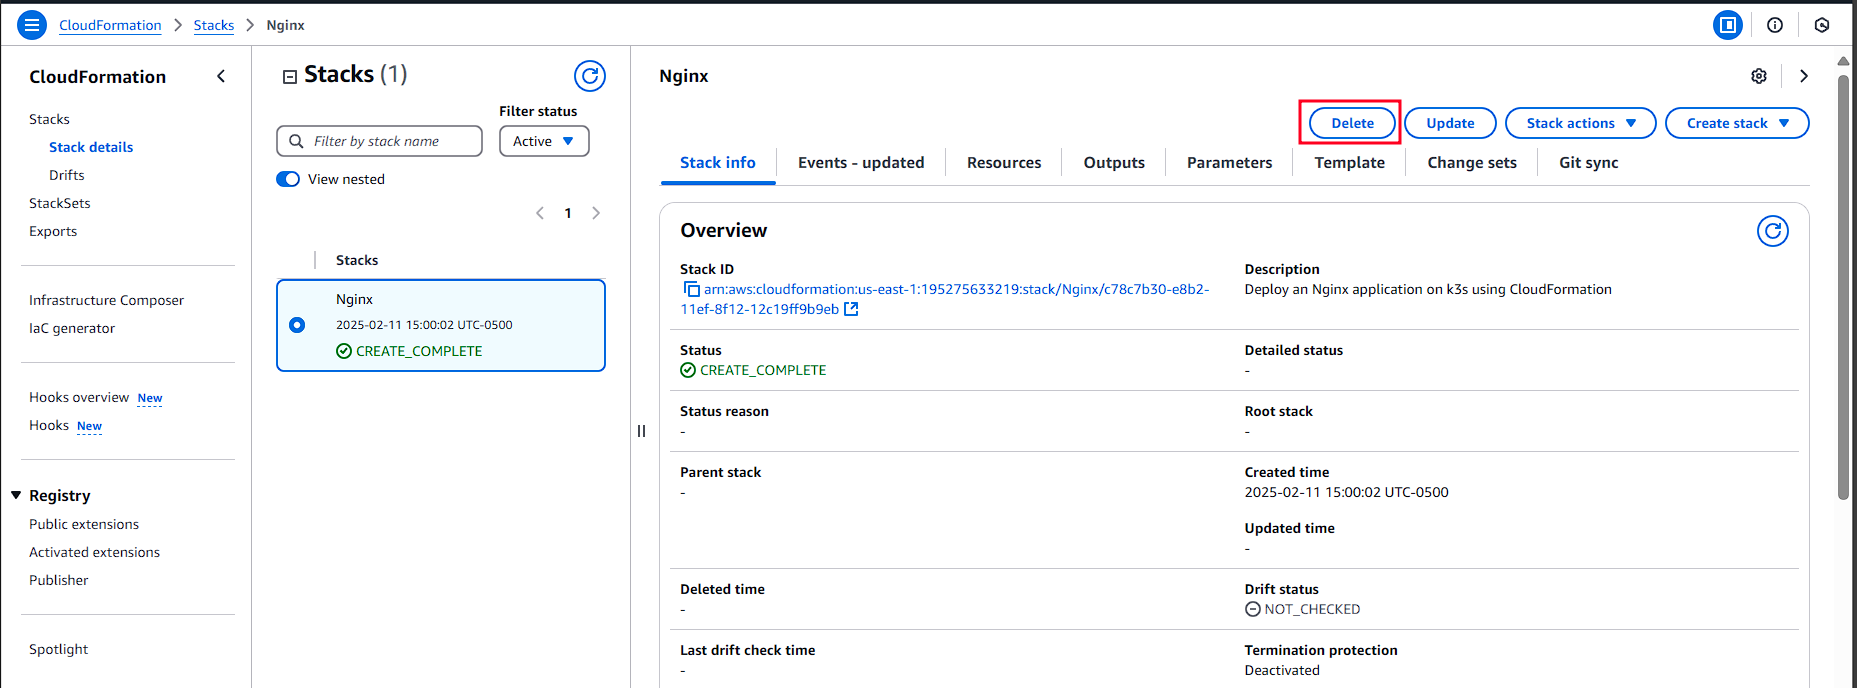 CloudFormation > Stacks > Nginx
CloudFormation
Stacks
Stack details
Drifts
StackSets
Exports
Infrastructure Composer
IaC generator
Hooks overview New
Hooks New
Registry
Public extensions
Activated extensions
Publisher
Spotlight
Stacks (1)
Filter status
Filter by stack name
Active
View nested
1
Stacks
Nginx
2025-02-11 15:00:02 UTC-0500
CREATE_COMPLETE
Nginx
Delete Update Stack actions Create stack
Stack info Events - updated Resources Outputs Parameters Template Change sets Git sync
Overview
Stack ID
arn:aws:cloudformation:us-east-1:195275633219:stack/Nginx/c78c7b30-e8b2-
11ef-8f12-12c19ff9b9eb
Description
Deploy an Nginx application on k3s using CloudFormation
Status
CREATE_COMPLETE
Detailed status
-
Status reason
-
Root stack
-
Parent stack
-
Created time
2025-02-11 15:00:02 UTC-0500
Updated time
-
Deleted time
-
Drift status
NOT_CHECKED
Last drift check time
-
Termination protection
Deactivated